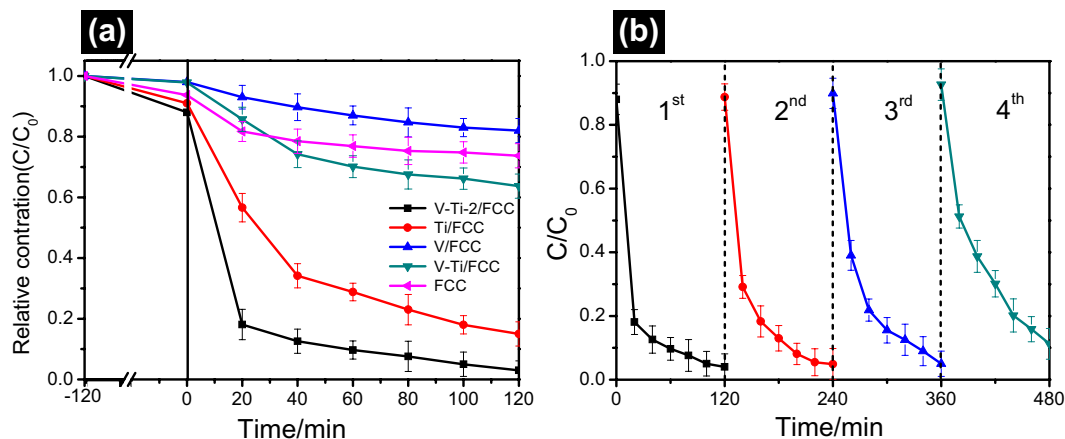 (a)
Relative contration(C/C₀)
1.0
0.8
0.6
0.4
0.2
0.0
V-Ti-2/FCC
Ti/FCC
V/FCC
V-Ti/FCC
FCC
-120 0 20 40 60 80 100 120
Time/min
(b)
C/C₀
1.0
0.8
0.6
0.4
0.2
0.0
1ˢᵗ 2ⁿᵈ 3ʳᵈ 4ᵗʰ
0 120 240 360 480
Time/min